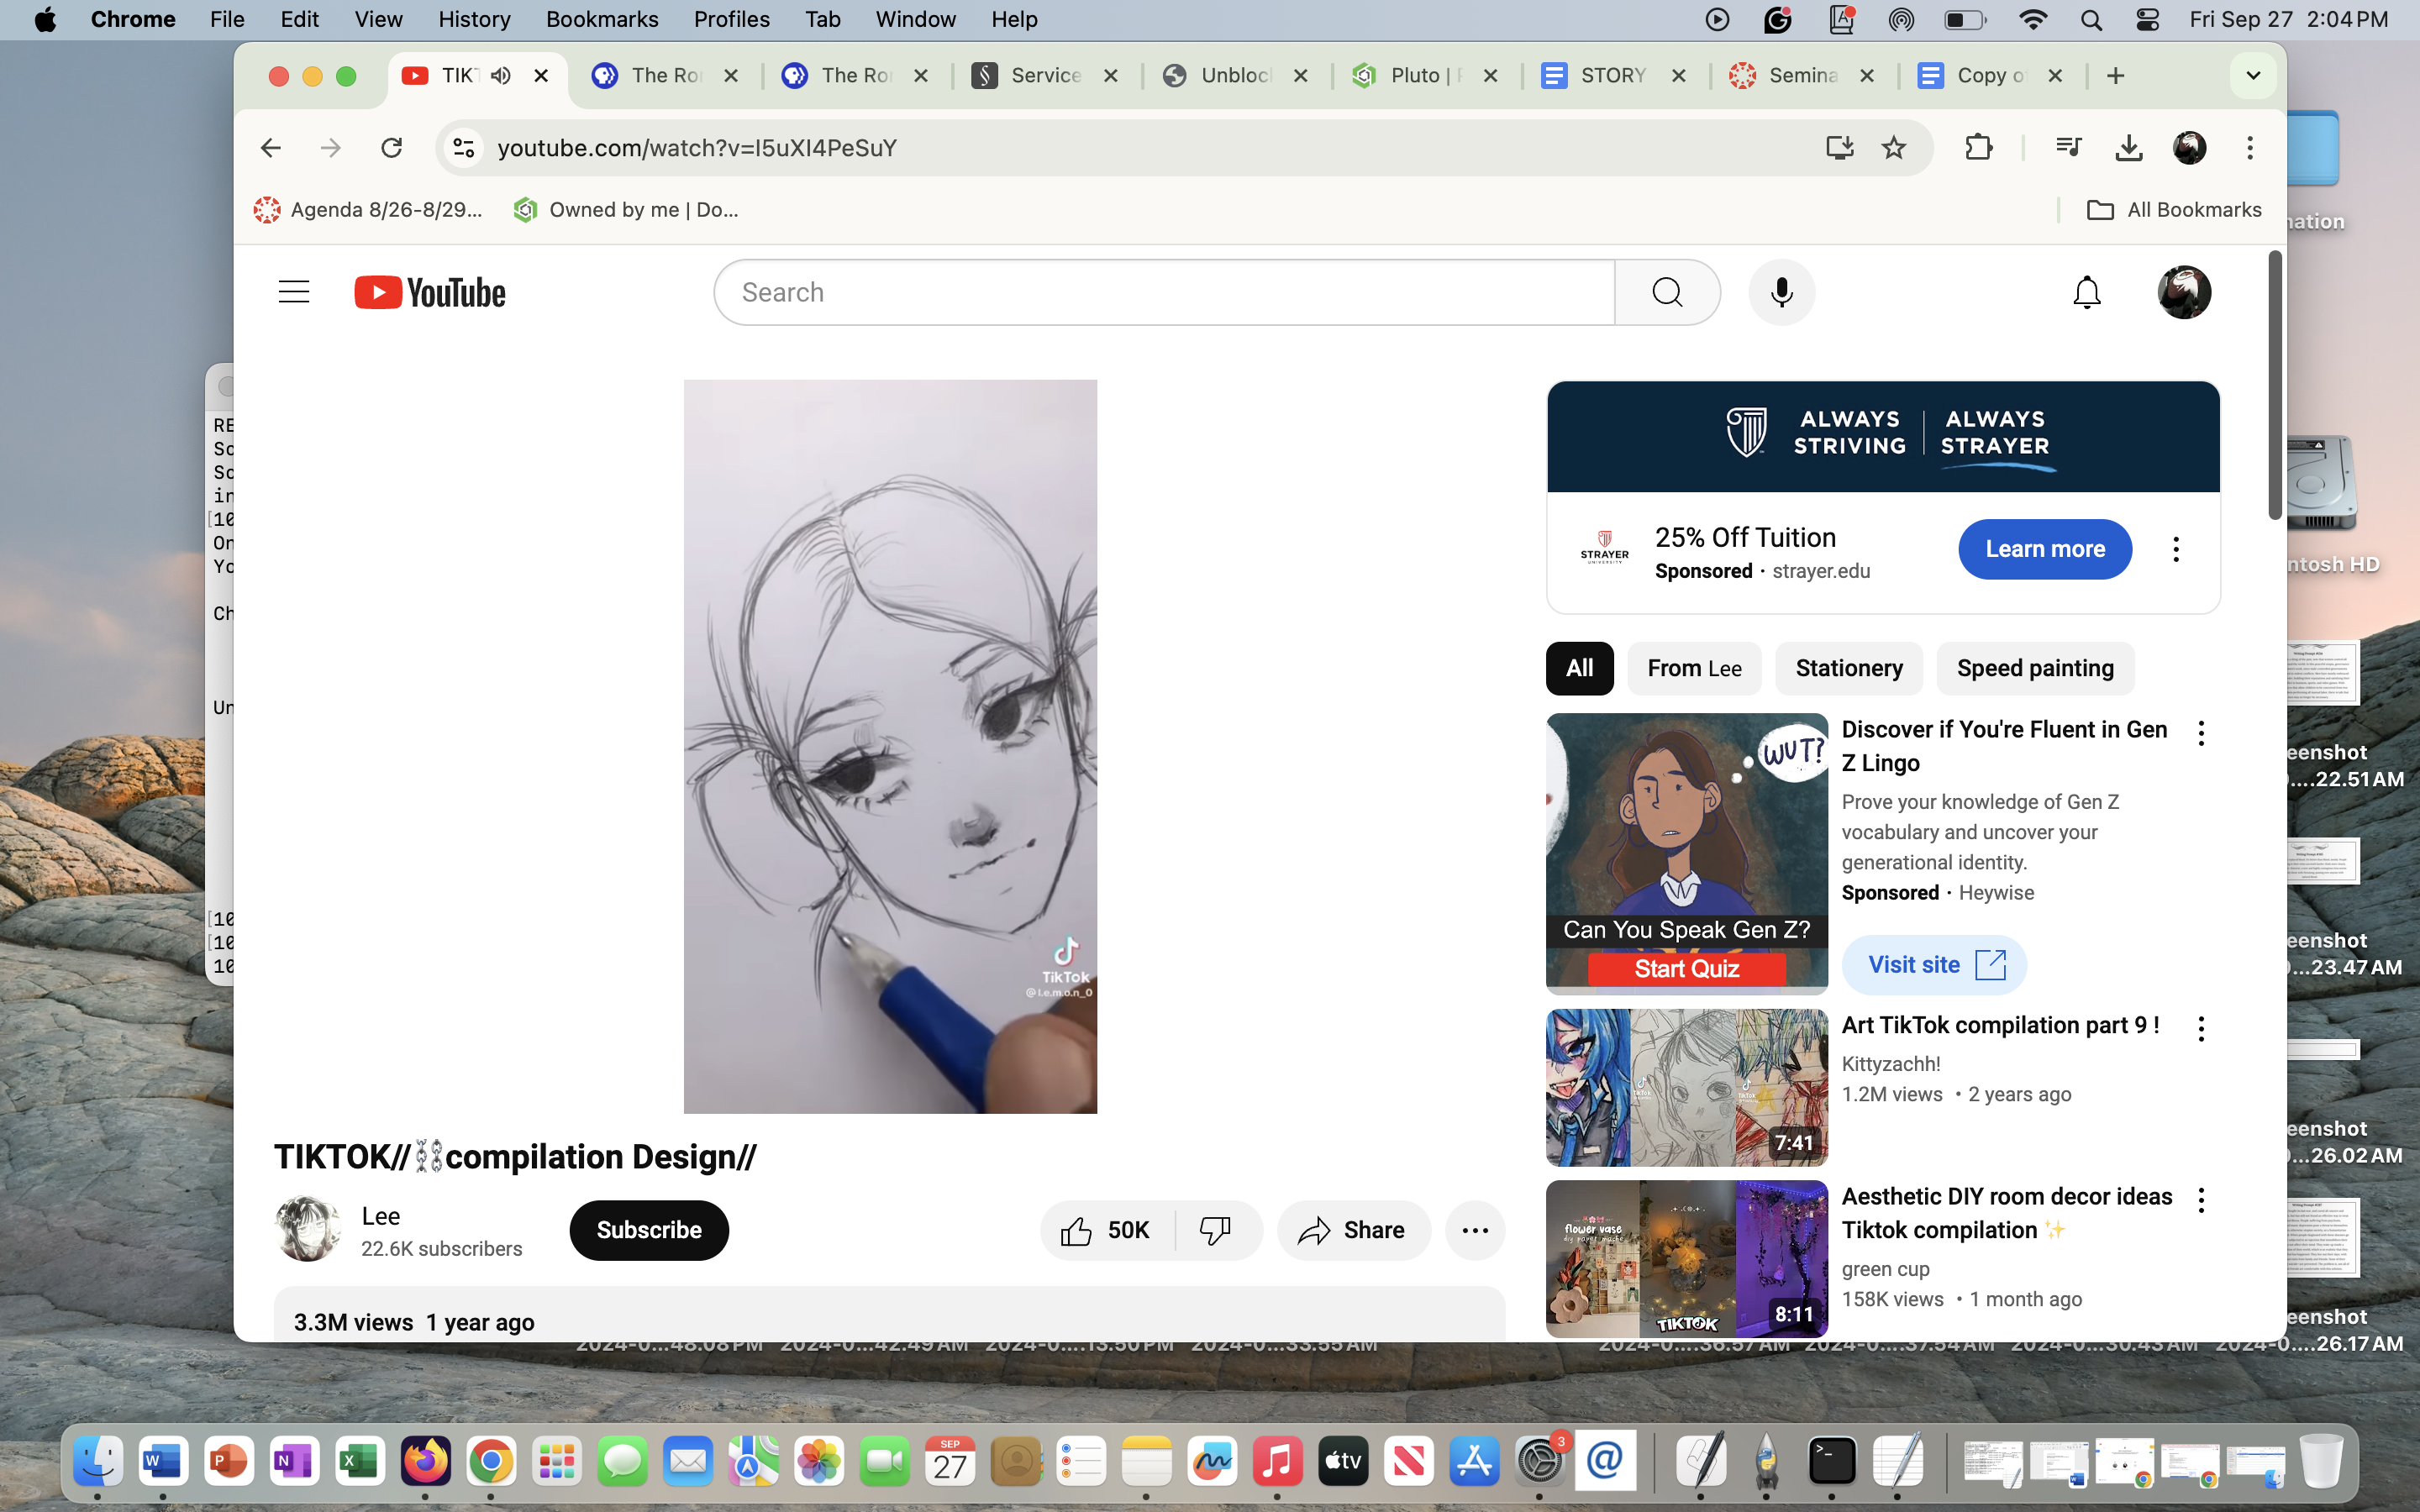 Chrome File Edit View History Bookmarks Profiles Tab Window Help
Fri Sep 27 2:04 PM
TIKT
The Ro
The Ro
Service
Unbloc
Pluto |
STORY
Semina
Copy o
youtube.com/watch?v=I5uXI4PeSuY
Agenda 8/26-8/29...
Owned by me | Do...
All Bookmarks
YouTube
Search
RE
So
So
in
[10
On
Yo
Ch
Un
[10
[10
10
TikTok
@l.e.m.o.n_0
TIKTOK//⛓️⛓️compilation Design//
Lee
22.6K subscribers
Subscribe
50K
Share
3.3M views 1 year ago
ALWAYS STRIVING | ALWAYS STRAYER
STRAYER
UNIVERSITY
25% Off Tuition
Sponsored · strayer.edu
Learn more
All
From Lee
Stationery
Speed painting
WUT?
Can You Speak Gen Z?
Start Quiz
Discover if You're Fluent in Gen
Z Lingo
Prove your knowledge of Gen Z
vocabulary and uncover your
generational identity.
Sponsored · Heywise
Visit site
7:41
Art TikTok compilation part 9 !
Kittyzachh!
1.2M views • 2 years ago
flower vase
diy paper mache
TIKTOK
8:11
Aesthetic DIY room decor ideas
Tiktok compilation ✨
green cup
158K views • 1 month ago
nation
ntosh HD
eenshot
....22.51 AM
eenshot
...23.47 AM
eenshot
...26.02 AM
eenshot
2024-0...48.08 PM
2024-0...42.49 AM
2024-0....13.50 PM
2024-0...33.55 AM
2024-0....36.57 AM
2024-0...37.54 AM
2024-0...30.43 AM
2024-0....26.17 AM
SEP
27
tv
3